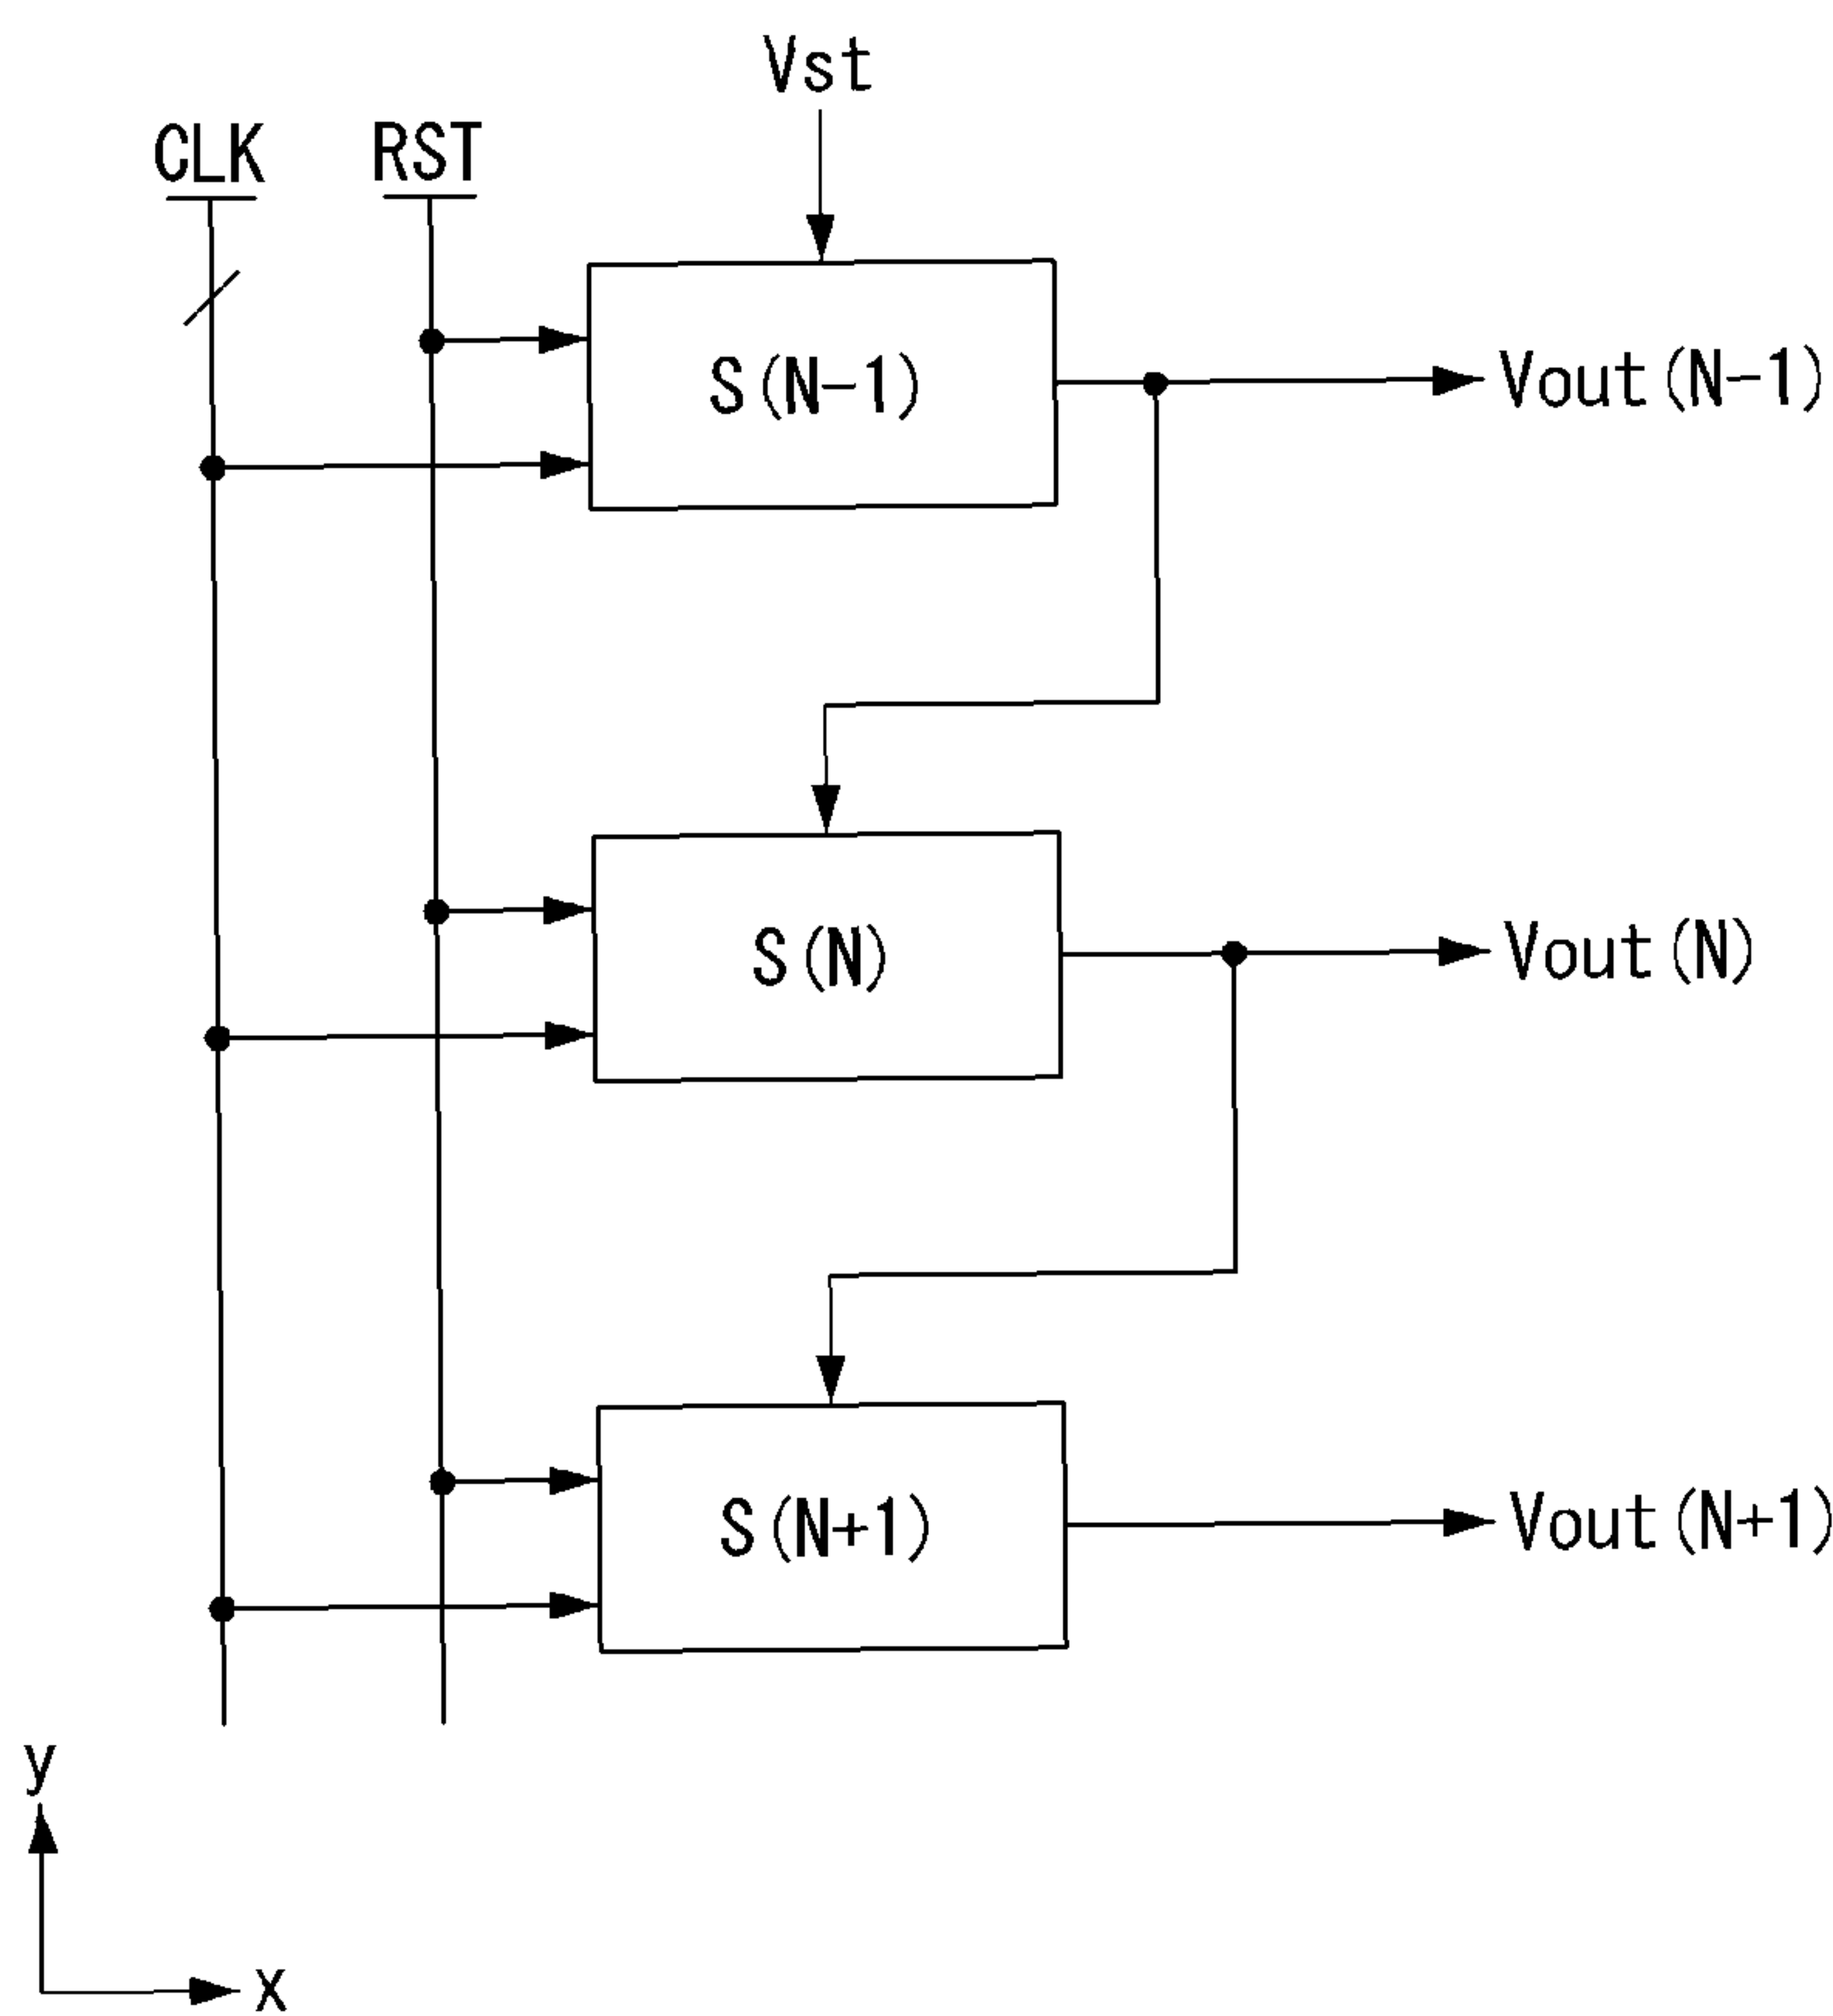 Vst
CLK RST
S(N-1) Vout(N-1)
S(N) Vout(N)
S(N+1) Vout(N+1)
y
x